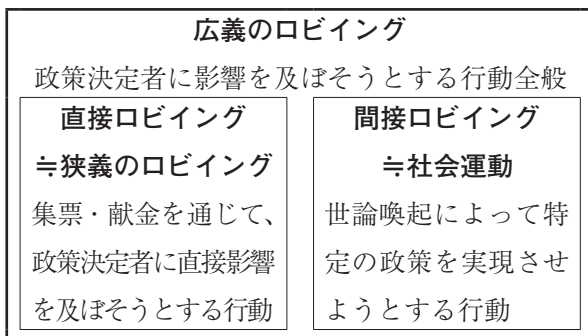 広義のロビイング
政策決定者に影響を及ぼそうとする行動全般
直接ロビイング
≒狭義のロビイング
集票・献金を通じて、
政策決定者に直接影響
を及ぼそうとする行動
間接ロビイング
≒社会運動
世論喚起によって特
定の政策を実現させ
ようとする行動